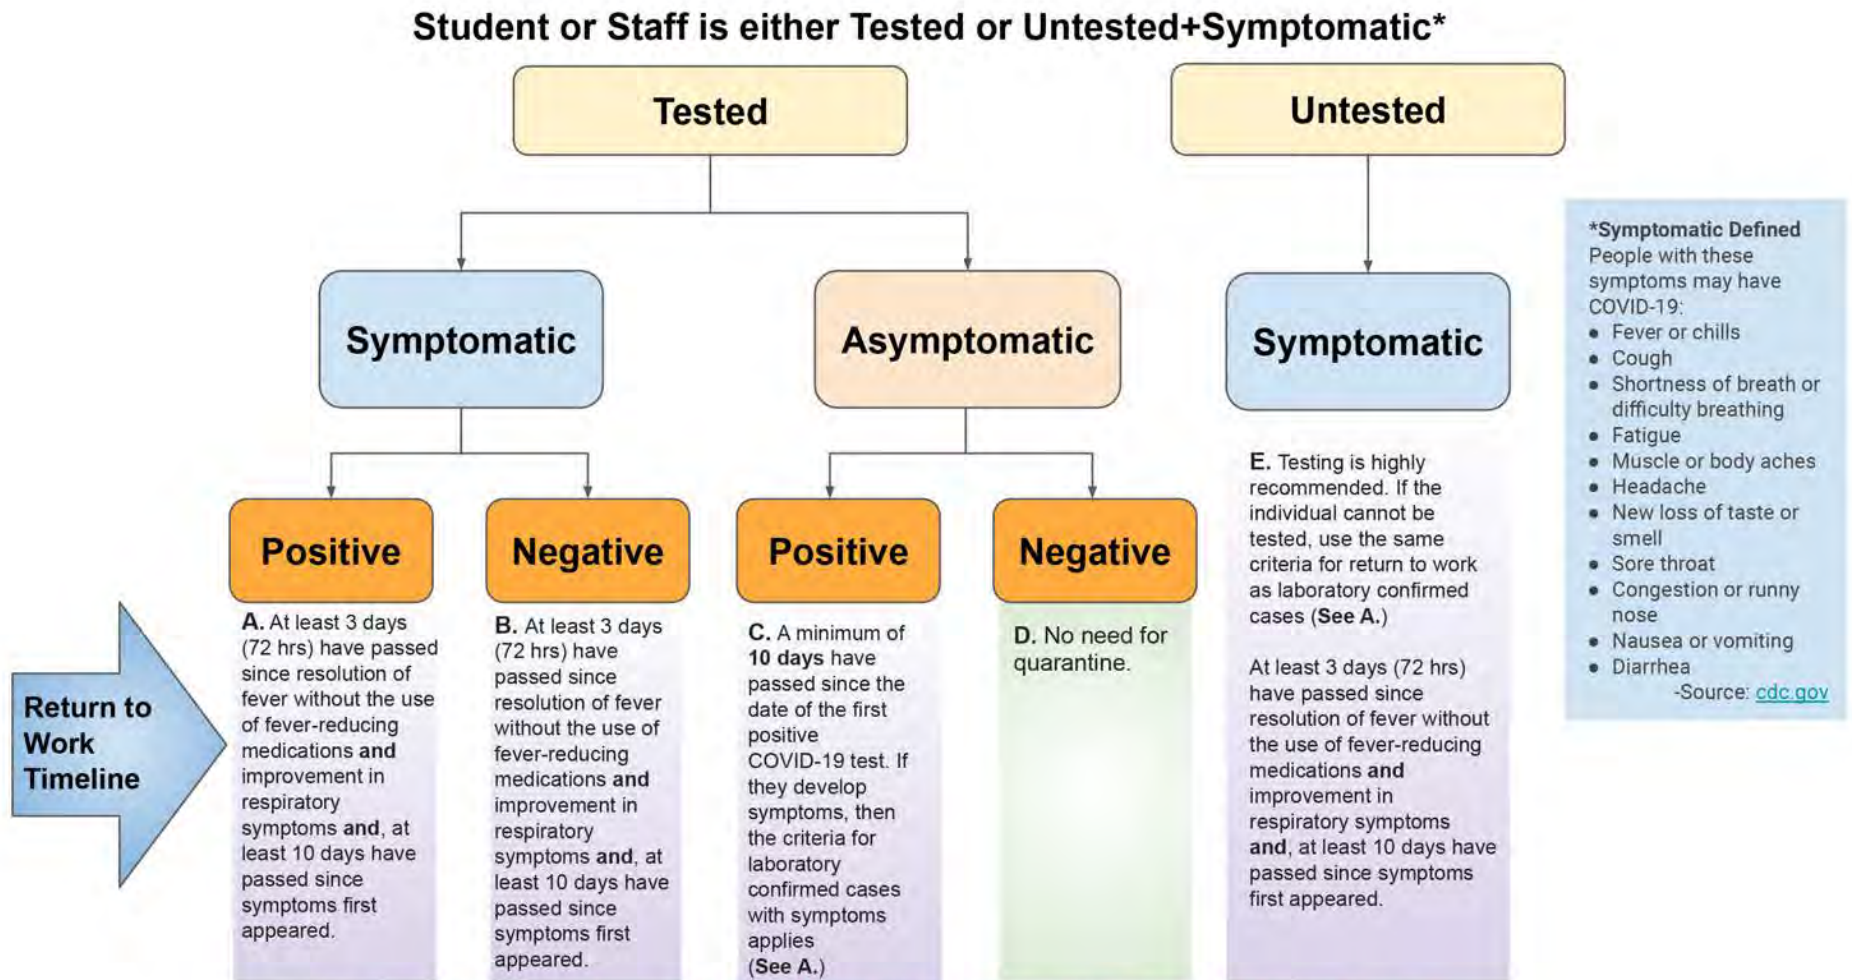 Student or Staff is either Tested or Untested+Symptomatic*
Tested
Untested
Symptomatic
Asymptomatic
Symptomatic
Positive
Negative
Positive
Negative
Return to
Work
Timeline
A. At least 3 days
(72 hrs) have passed
since resolution of
fever without the use
of fever-reducing
medications and
improvement in
respiratory
symptoms and, at
least 10 days have
passed since
symptoms first
appeared.
B. At least 3 days
(72 hrs) have
passed since
resolution of fever
without the use of
fever-reducing
medications and
improvement in
respiratory
symptoms and, at
least 10 days have
passed since
symptoms first
appeared.
C. A minimum of
10 days have
passed since the
date of the first
positive
COVID-19 test. If
they develop
symptoms, then
the criteria for
laboratory
confirmed cases
with symptoms
applies
(See A.)
D. No need for
quarantine.
E. Testing is highly
recommended. If the
individual cannot be
tested, use the same
criteria for return to work
as laboratory confirmed
cases (See A.)
At least 3 days (72 hrs)
have passed since
resolution of fever without
the use of fever-reducing
medications and
improvement in
respiratory symptoms
and, at least 10 days have
passed since symptoms
first appeared.
*Symptomatic Defined
People with these
symptoms may have
COVID-19:
● Fever or chills
● Cough
● Shortness of breath or
difficulty breathing
● Fatigue
● Muscle or body aches
● Headache
● New loss of taste or
smell
● Sore throat
● Congestion or runny
nose
● Nausea or vomiting
● Diarrhea
-Source: cdc.gov